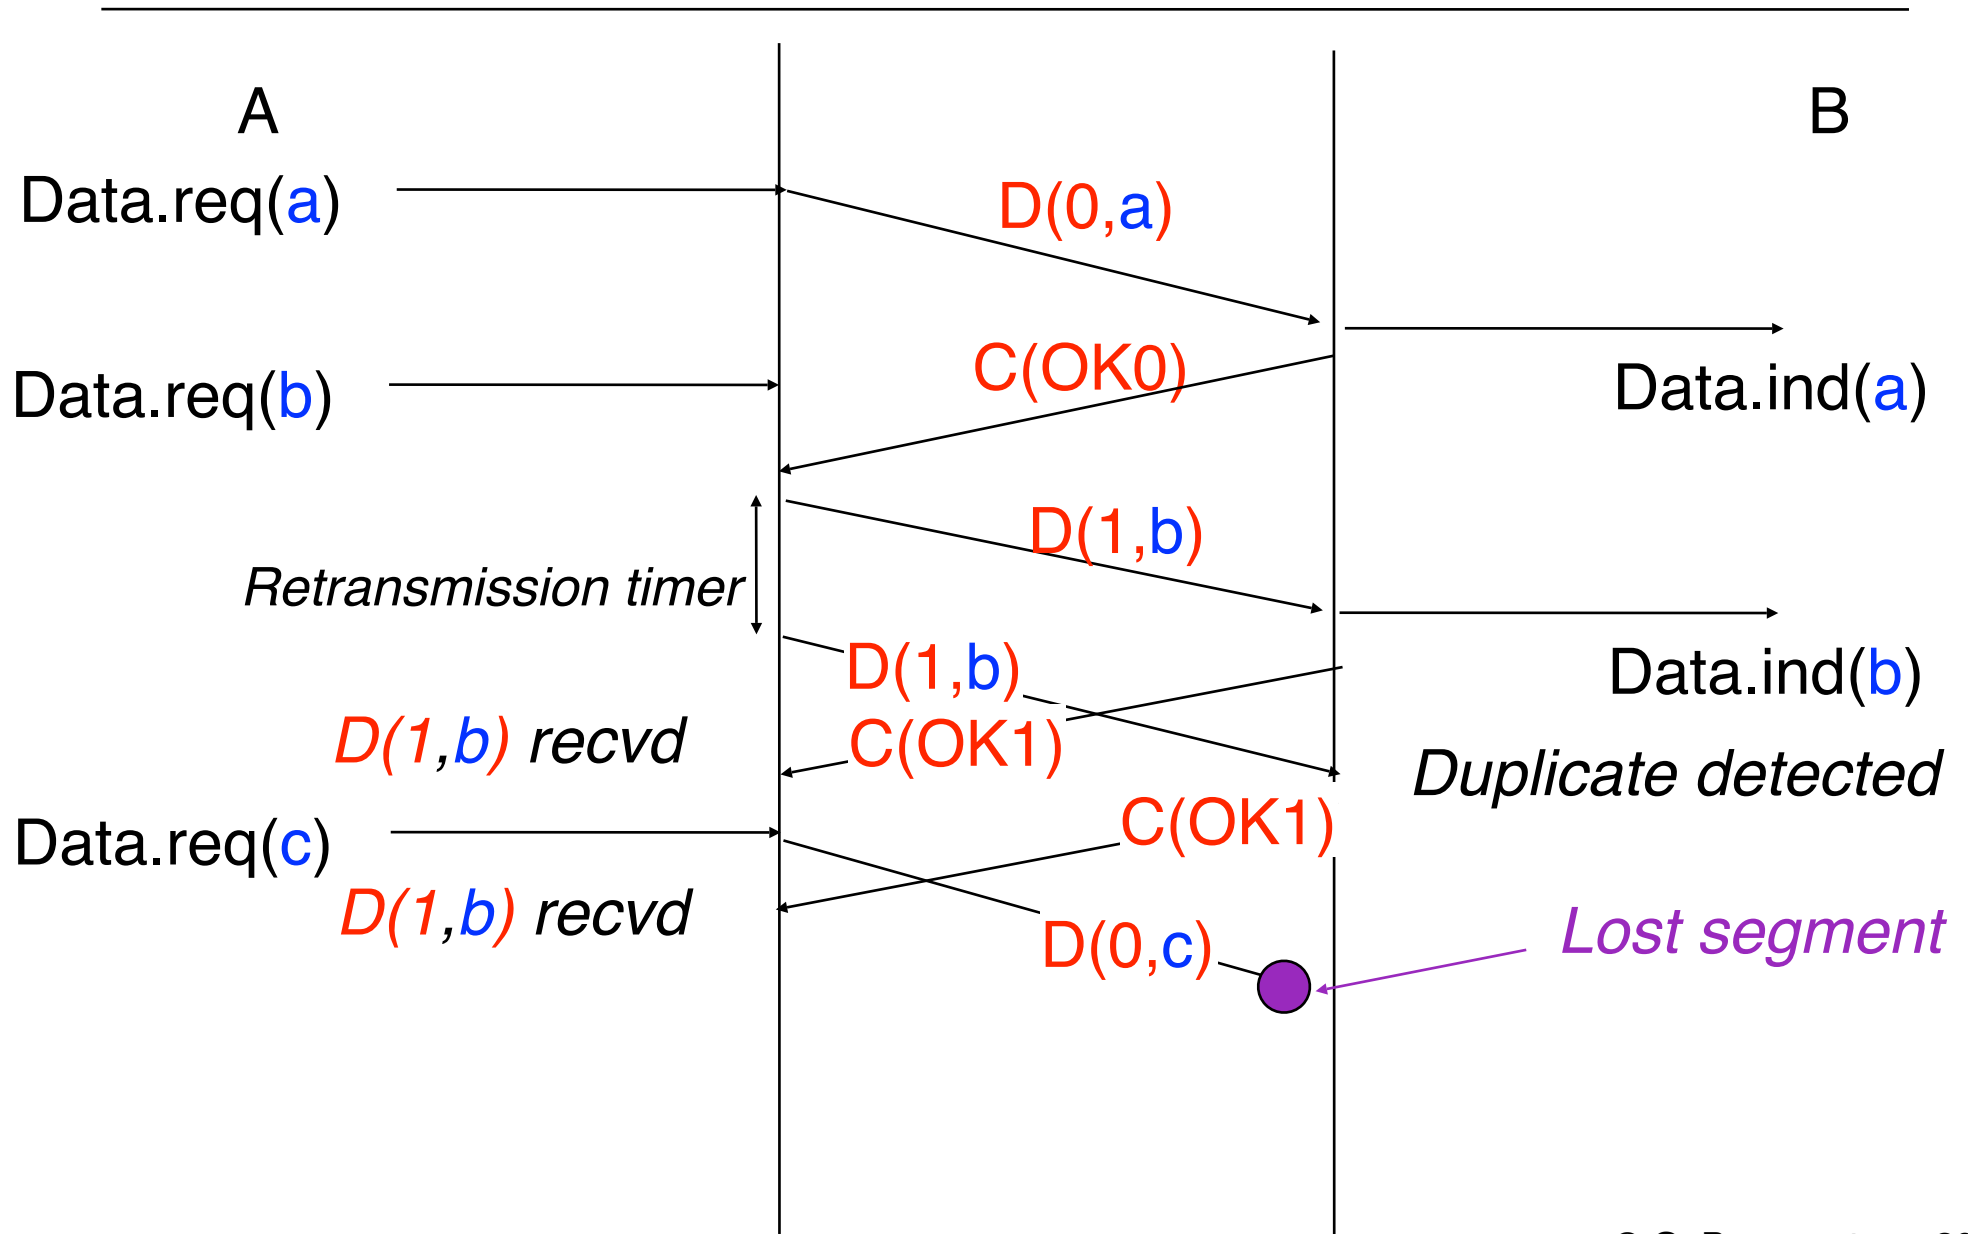 A
B
Data.req(a)
D(0,a)
C(OK0)
Data.req(b)
Data.ind(a)
D(1,b)
Retransmission timer
D(1,b)
Data.ind(b)
D(1,b) recvd
C(OK1)
Duplicate detected
C(OK1)
Data.req(c)
D(1,b) recvd
D(0,c)
Lost segment